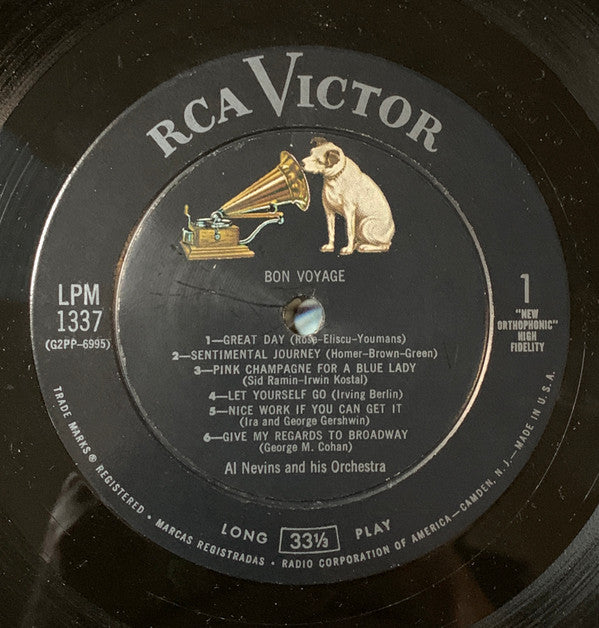 RCA VICTOR
BON VOYAGE
LPM
1337
(G2PP-6995)
1
"NEW
ORTHOPHONIC"
HIGH
FIDELITY
1—GREAT DAY (Rose-Eliscu-Youmans)
2—SENTIMENTAL JOURNEY (Homer-Brown-Green)
3—PINK CHAMPAGNE FOR A BLUE LADY
(Sid Ramin-Irwin Kostal)
4—LET YOURSELF GO (Irving Berlin)
5—NICE WORK IF YOU CAN GET IT
(Ira and George Gershwin)
6—GIVE MY REGARDS TO BROADWAY
(George M. Cohan)
Al Nevins and his Orchestra
LONG 33⅓ PLAY
TRADE MARKS ® REGISTERED • MARCAS REGISTRADAS • RADIO CORPORATION OF AMERICA—CAMDEN, N. J.—MADE IN U.S.A.